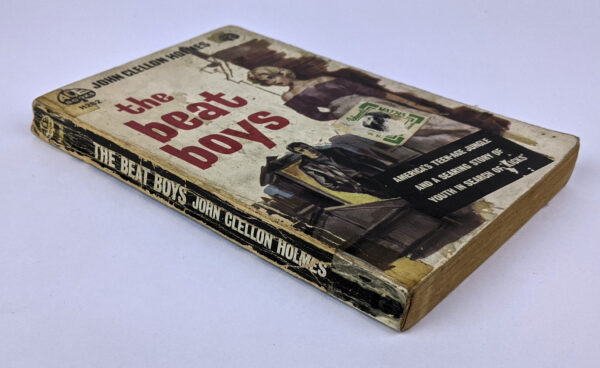 JOHN CLELLON HOLMES
H282
the
beat
boys
AMERICA'S TEEN-AGE JUNGLE
AND A SEARING STORY OF
YOUTH IN SEARCH OF 'KICKS'
THE BEAT BOYS JOHN CLELLON HOLMES